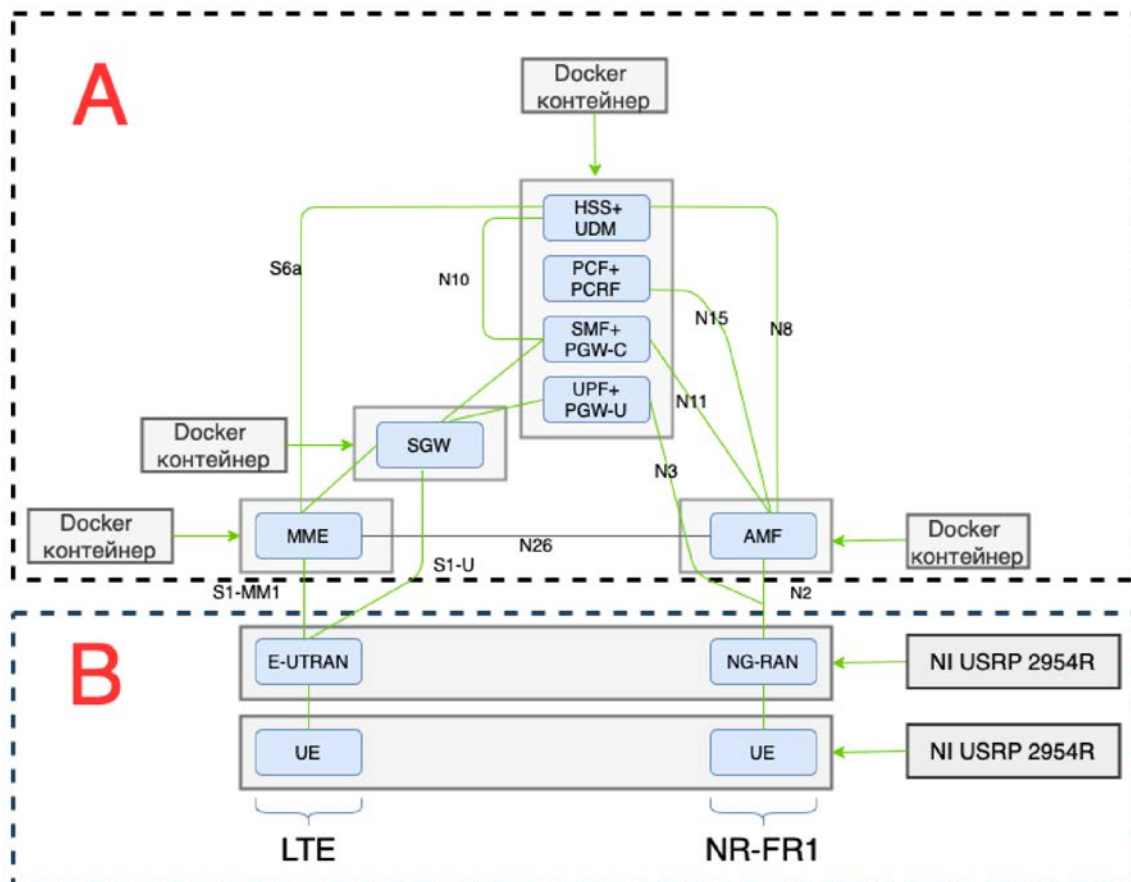 A
Docker
контейнер
HSS+
UDM
S6a
N10
PCF+
PCRF
N15
N8
SMF+
PGW-C
UPF+
PGW-U
N11
Docker
контейнер
SGW
N3
Docker
контейнер
MME
N26
AMF
Docker
контейнер
S1-U
S1-MM1
N2
B
E-UTRAN
NG-RAN
NI USRP 2954R
UE
UE
NI USRP 2954R
LTE
NR-FR1